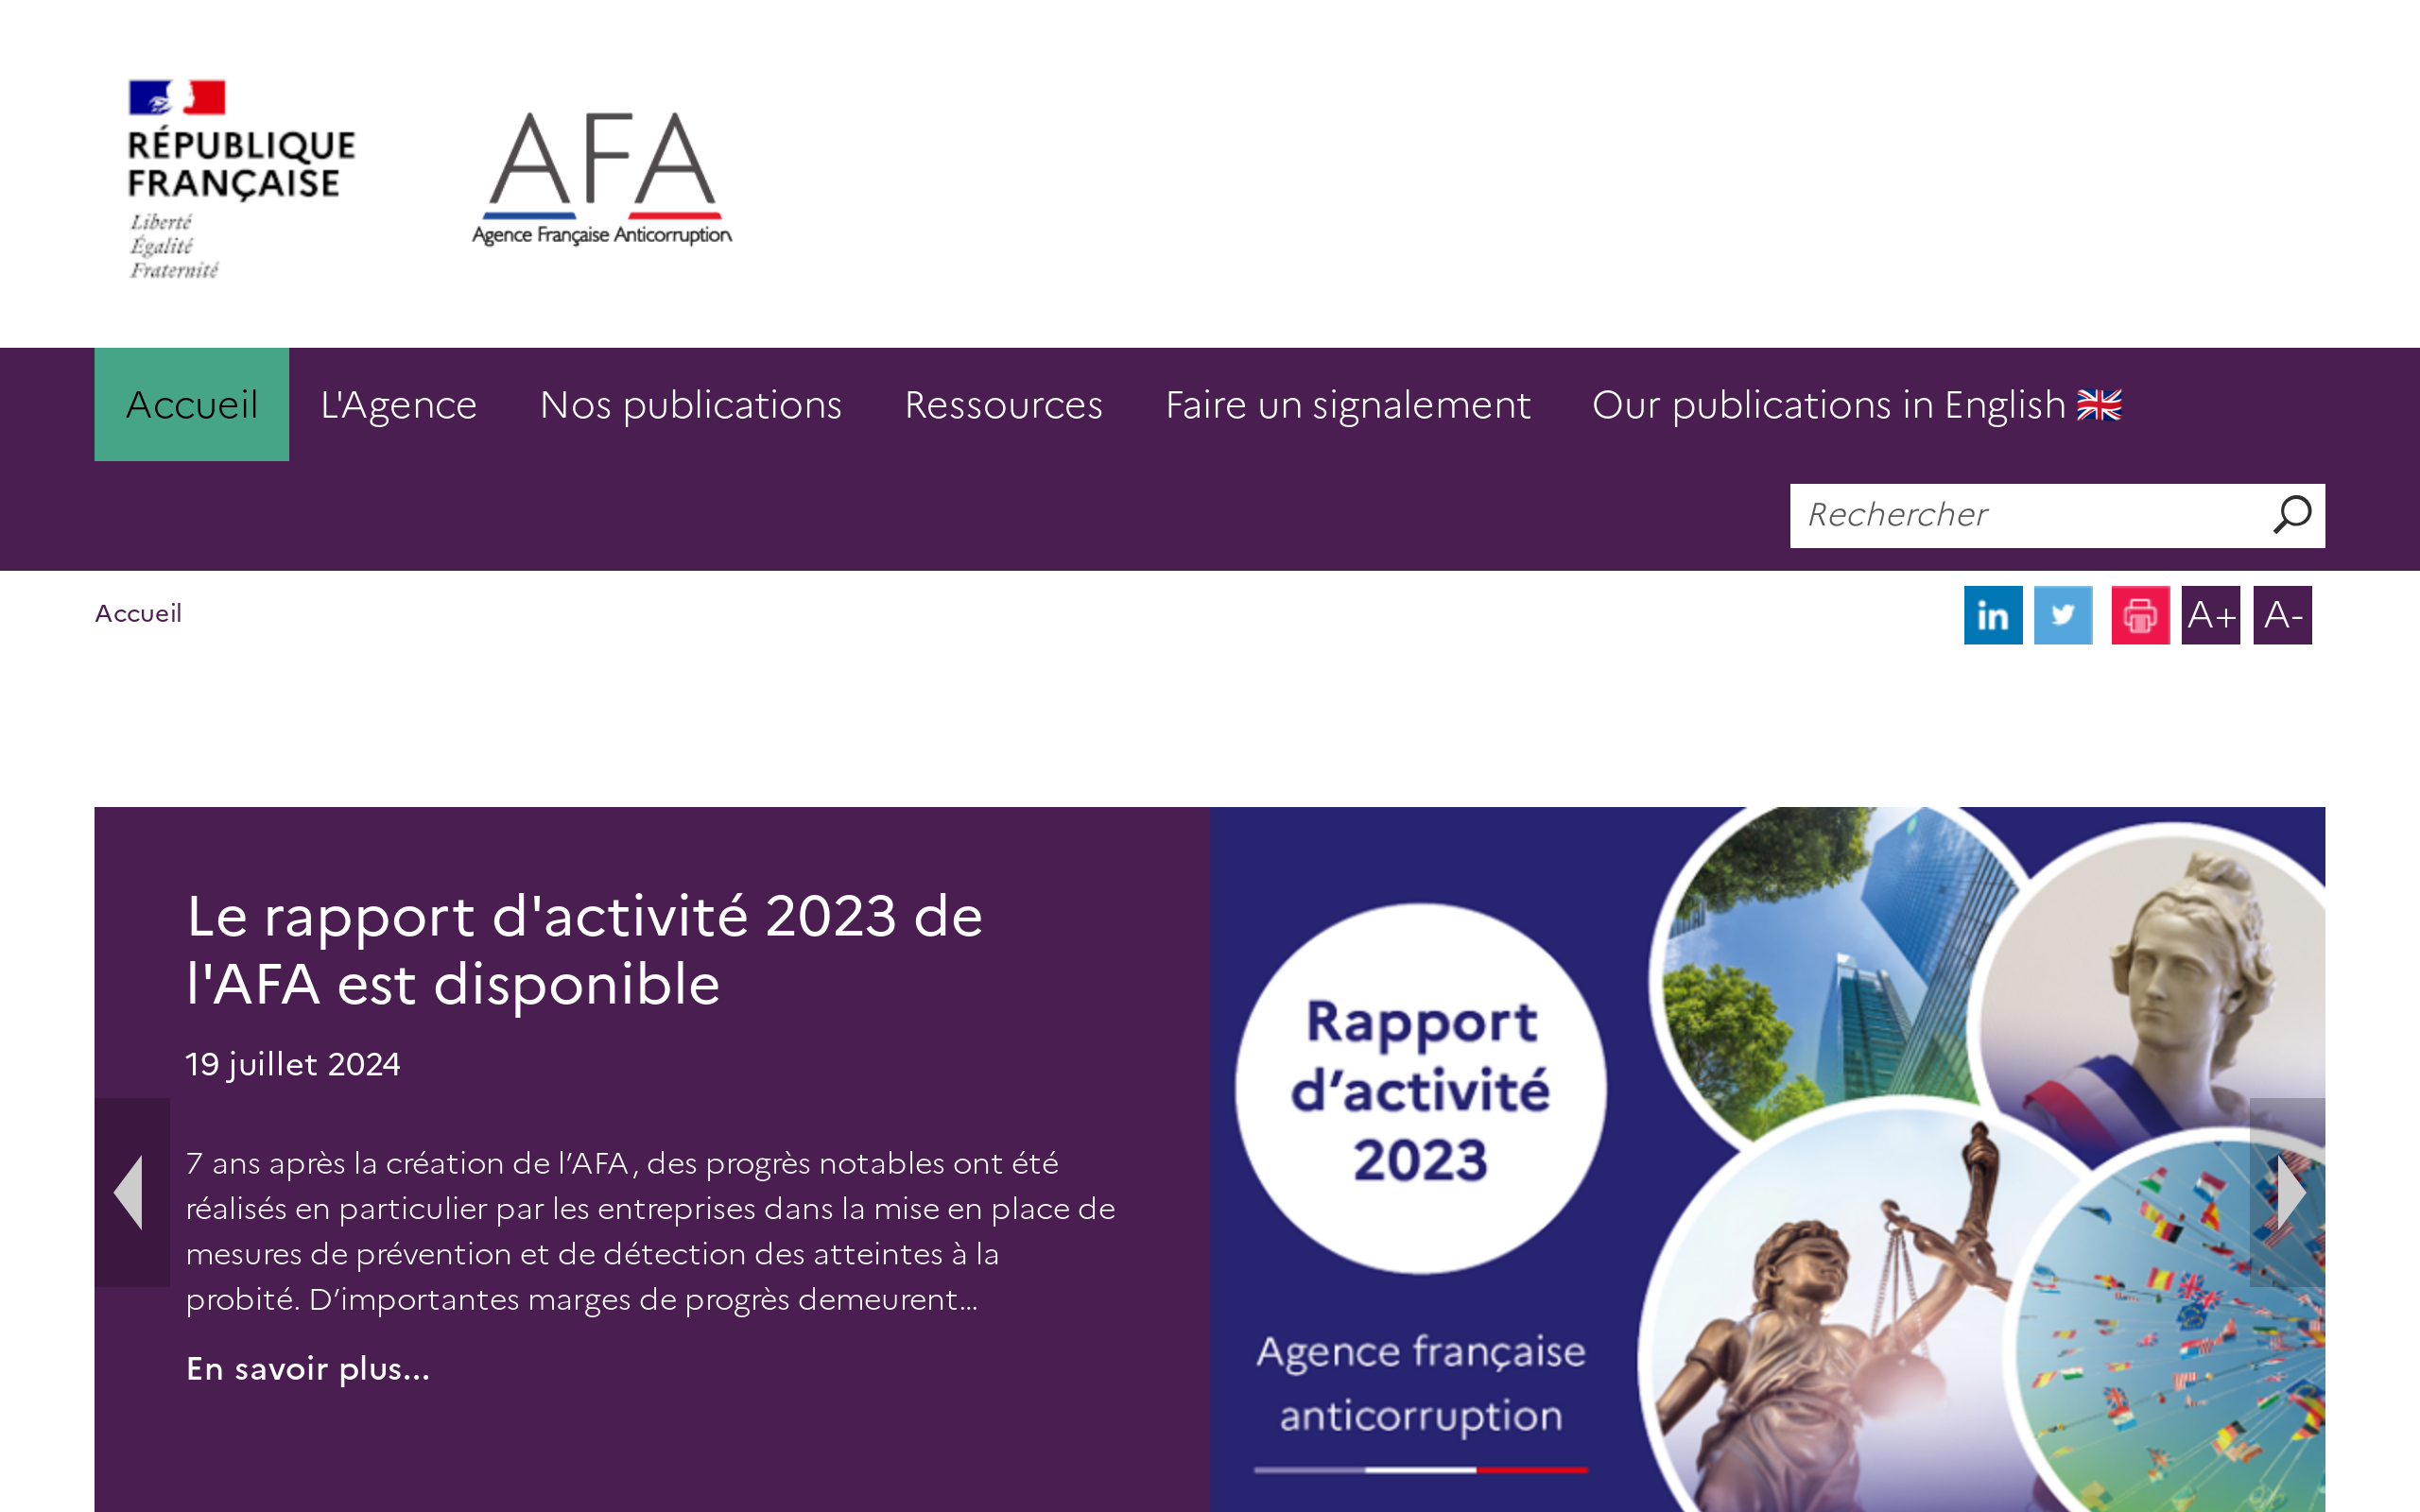 RÉPUBLIQUE
FRANÇAISE
Liberté
Égalité
Fraternité
AFA
Agence Française Anticorruption
Accueil
L'Agence
Nos publications
Ressources
Faire un signalement
Our publications in English 🇬🇧
Rechercher
Accueil
in
A+
A-
Le rapport d'activité 2023 de
l'AFA est disponible
19 juillet 2024
7 ans après la création de l’AFA, des progrès notables ont été
réalisés en particulier par les entreprises dans la mise en place de
mesures de prévention et de détection des atteintes à la
probité. D’importantes marges de progrès demeurent...
En savoir plus...
Rapport
d’activité
2023
Agence française
anticorruption